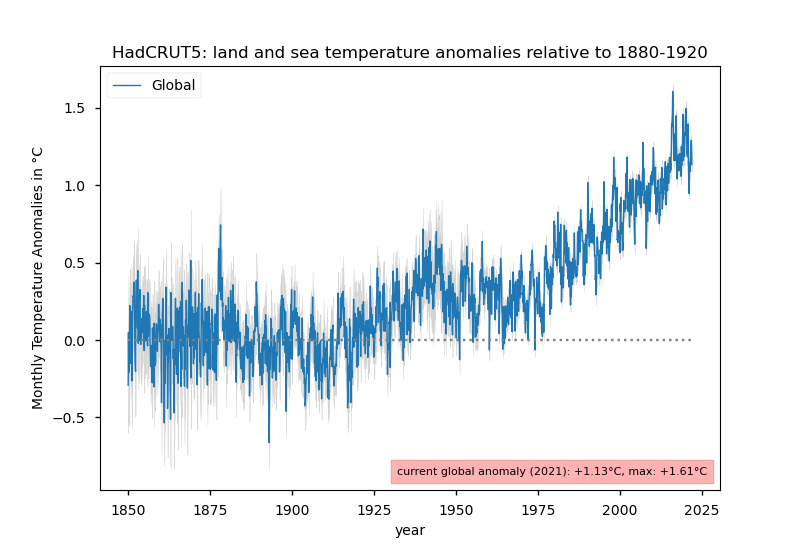 HadCRUT5: land and sea temperature anomalies relative to 1880-1920
Global
1.5
1.0
0.5
0.0
−0.5
Monthly Temperature Anomalies in °C
current global anomaly (2021): +1.13°C, max: +1.61°C
1850 1875 1900 1925 1950 1975 2000 2025
year